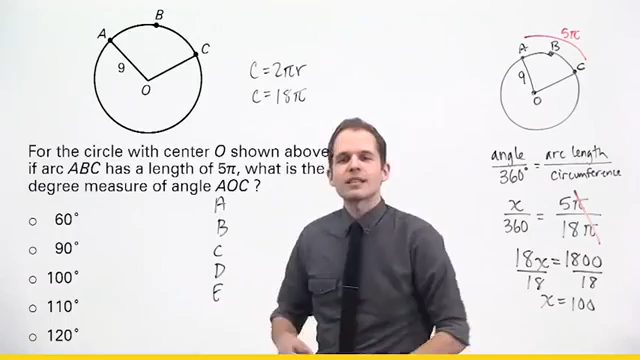 A
B
C
9
O
C = 2πr
C = 18π
For the circle with center O shown above,
if arc ABC has a length of 5π, what is the
degree measure of angle AOC ?
60°
90°
100°
110°
120°
A
B
C
D
E
5π
A
B
C
9
O
angle / 360° = arc length / circumference
x / 360 = 5π / 18π
18x = 1800
18 18
x = 100